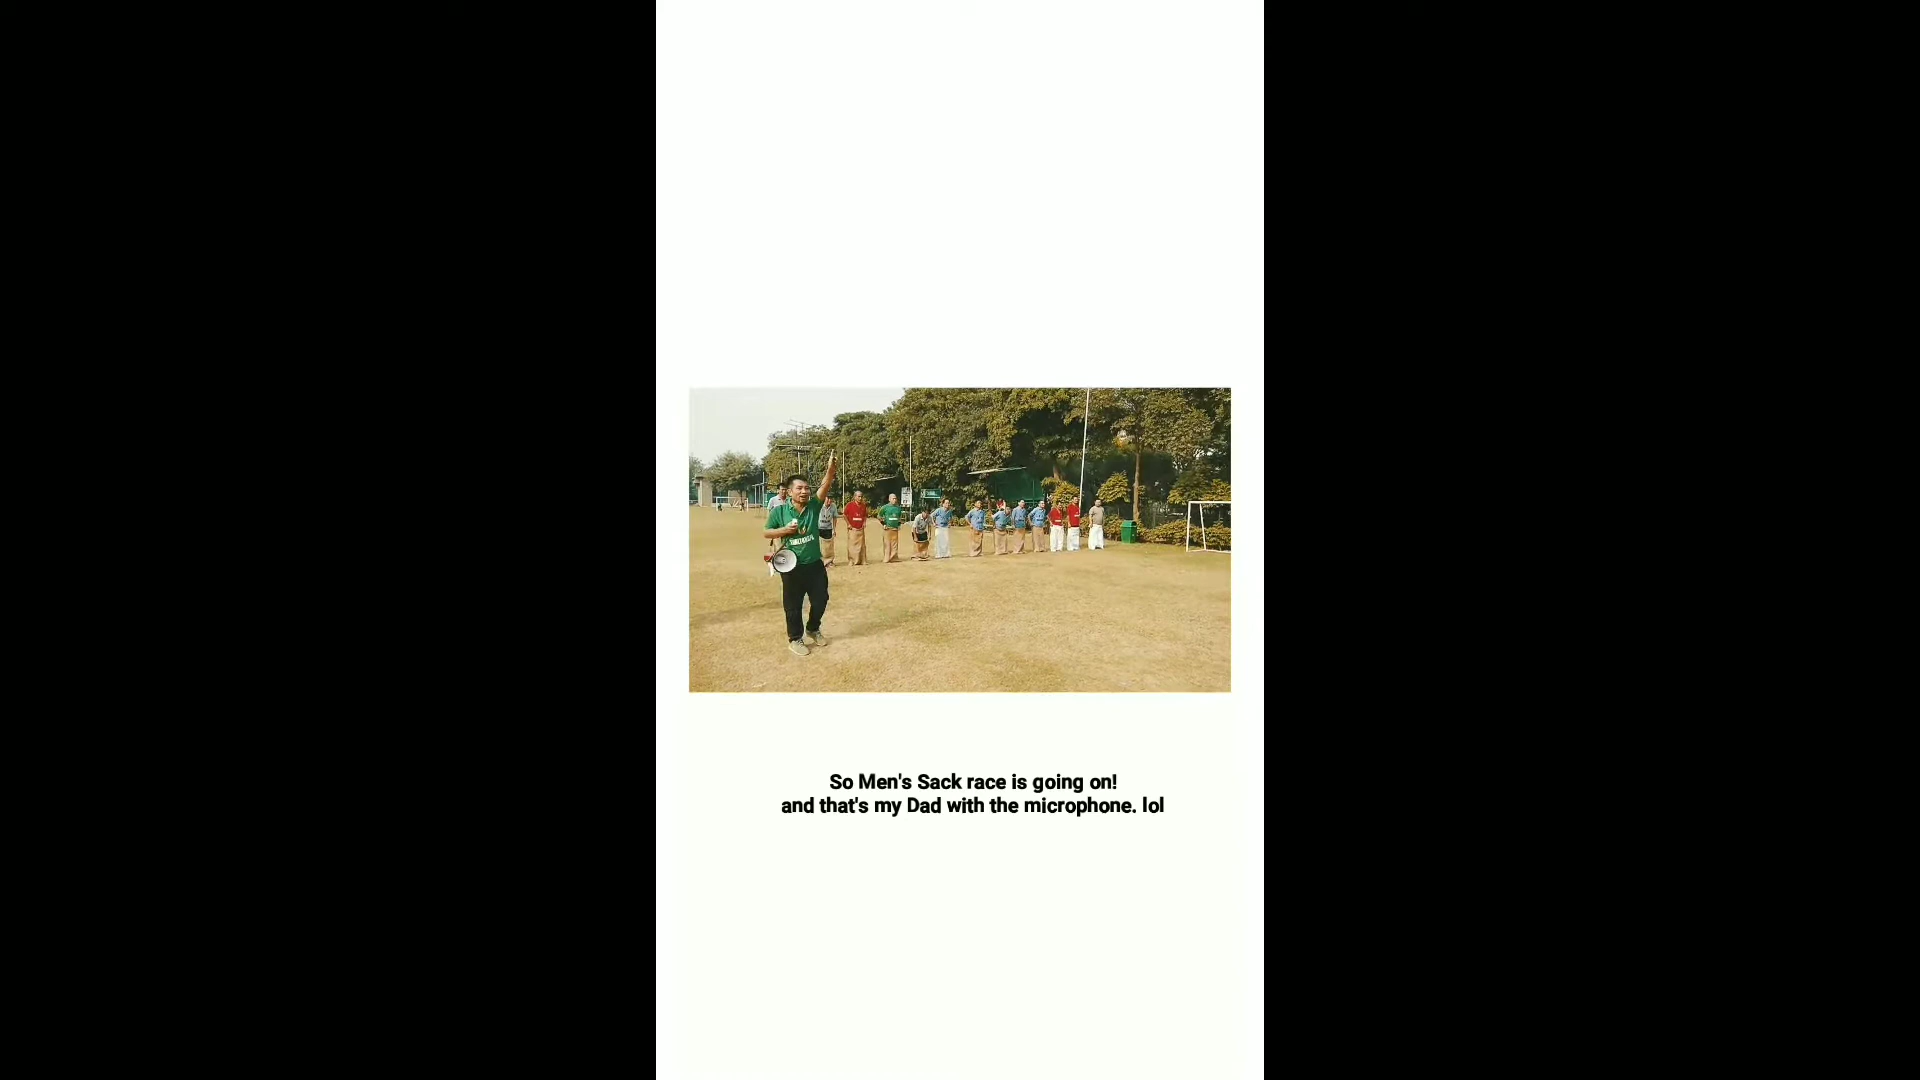 So Men's Sack race is going on!
and that's my Dad with the microphone. lol